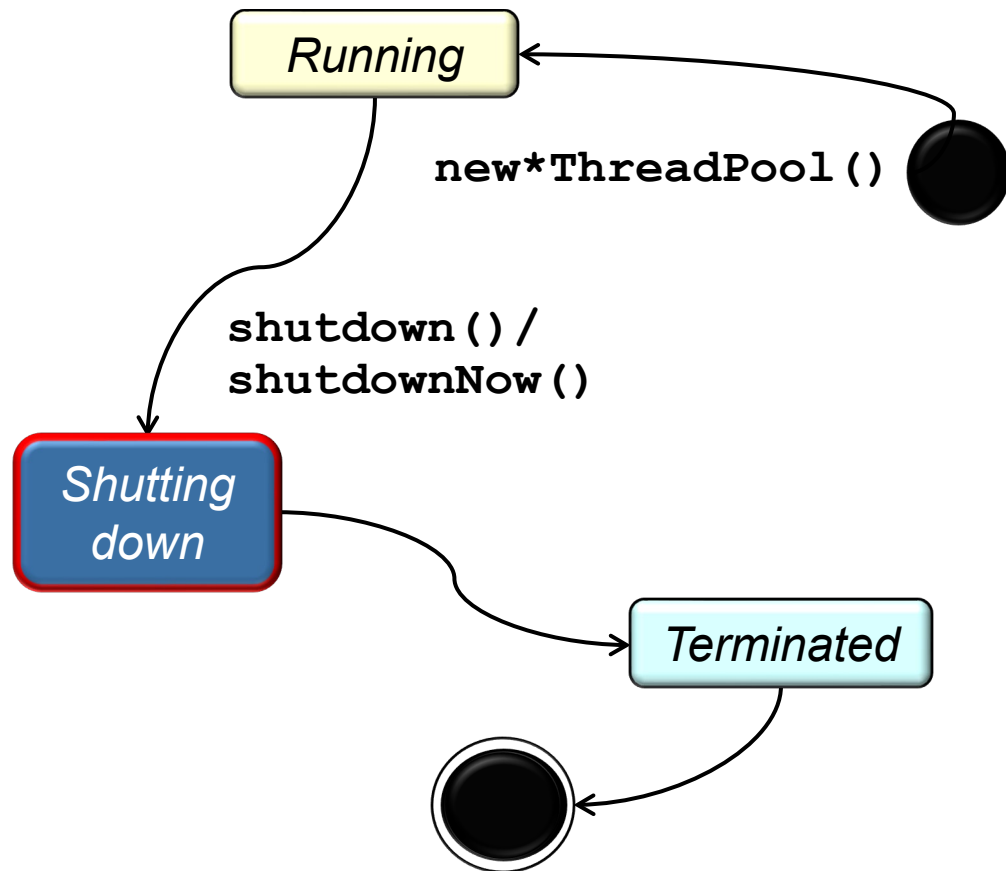 Running
new*ThreadPool()
shutdown()/
shutdownNow()
Shutting
down
Terminated